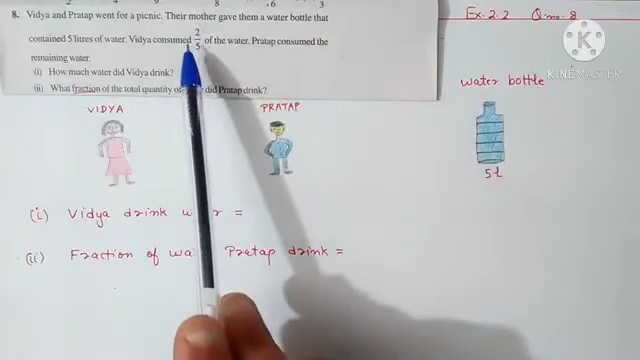 8. Vidya and Pratap went for a picnic. Their mother gave them a water bottle that
contained 5 litres of water. Vidya consumed 2/5 of the water. Pratap consumed the
remaining water.
(i) How much water did Vidya drink?
(ii) What fraction of the total quantity of did Pratap drink?
Ex. 2.2 Q.no. 8
KINEMASTER
water bottle
VIDYA PRATAP
5 l
(i) Vidya drink =
(ii) Fraction of Pratap drink =